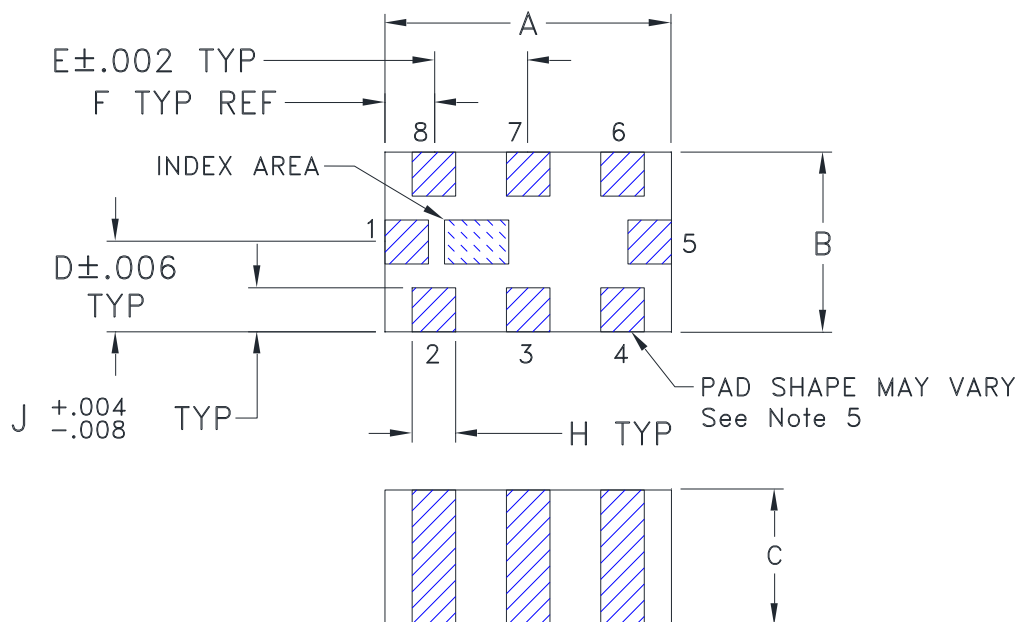 A
E±.002 TYP
F TYP REF
8 7 6
INDEX AREA
1
5
B
D±.006
TYP
2 3 4
J +.004
-.008
TYP
PAD SHAPE MAY VARY
See Note 5
H TYP
C